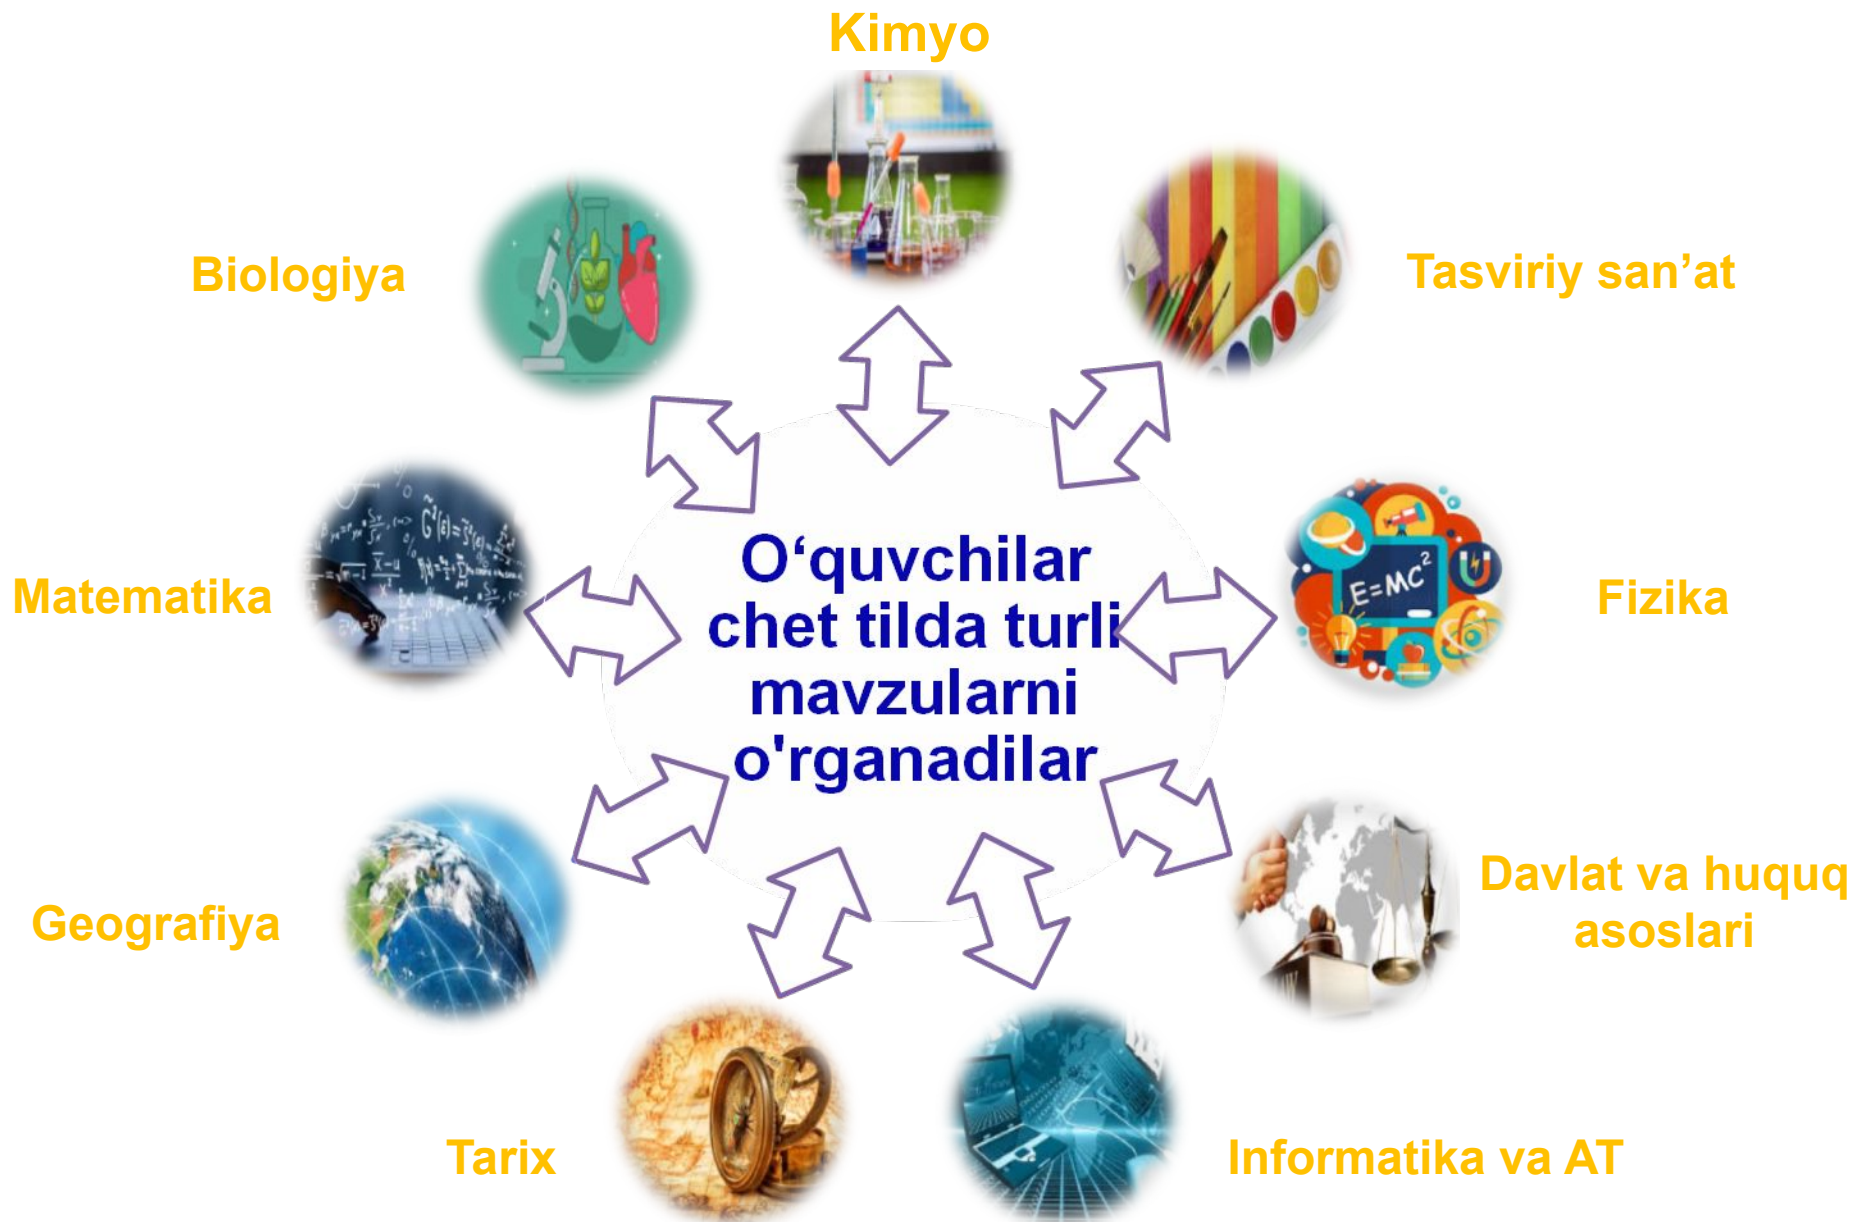 Kimyo
Biologiya
Tasviriy san’at
Matematika
O‘quvchilar
chet tilda turli
mavzularni
o'rganadilar
E=MC²
Fizika
Geografiya
Davlat va huquq
asoslari
Tarix
Informatika va AT